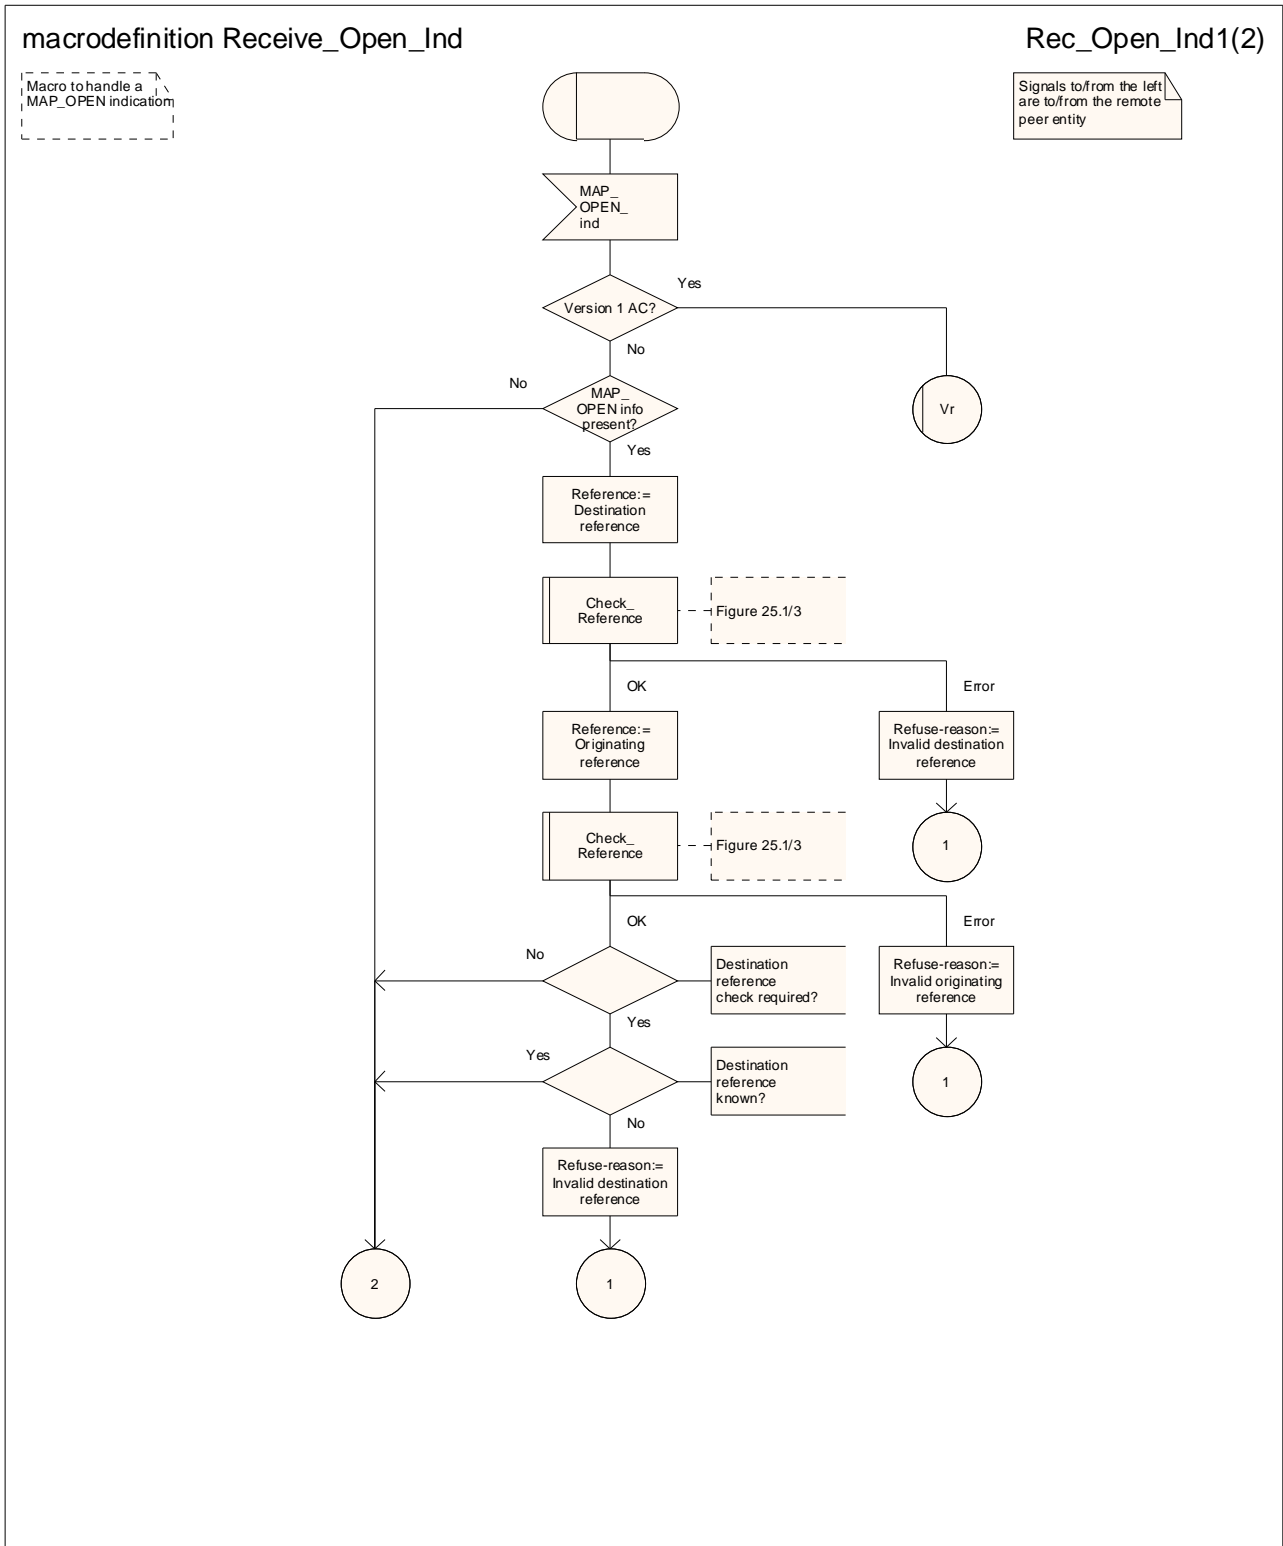 macrodefinition Receive_Open_Ind
Rec_Open_Ind1(2)
Macro to handle a
MAP_OPEN indication
Signals to/from the left
are to/from the remote
peer entity
MAP_
OPEN_
ind
Yes
Version 1 AC?
No
No
MAP_
OPEN info
present?
Vr
Yes
Reference:=
Destination
reference
Check_
Reference
Figure 25.1/3
OK
Error
Reference:=
Originating
reference
Refuse-reason:=
Invalid destination
reference
Check_
Reference
Figure 25.1/3
1
OK
Error
No
Destination
reference
check required?
Refuse-reason:=
Invalid originating
reference
Yes
Yes
Destination
reference
known?
1
No
Refuse-reason:=
Invalid destination
reference
2
1